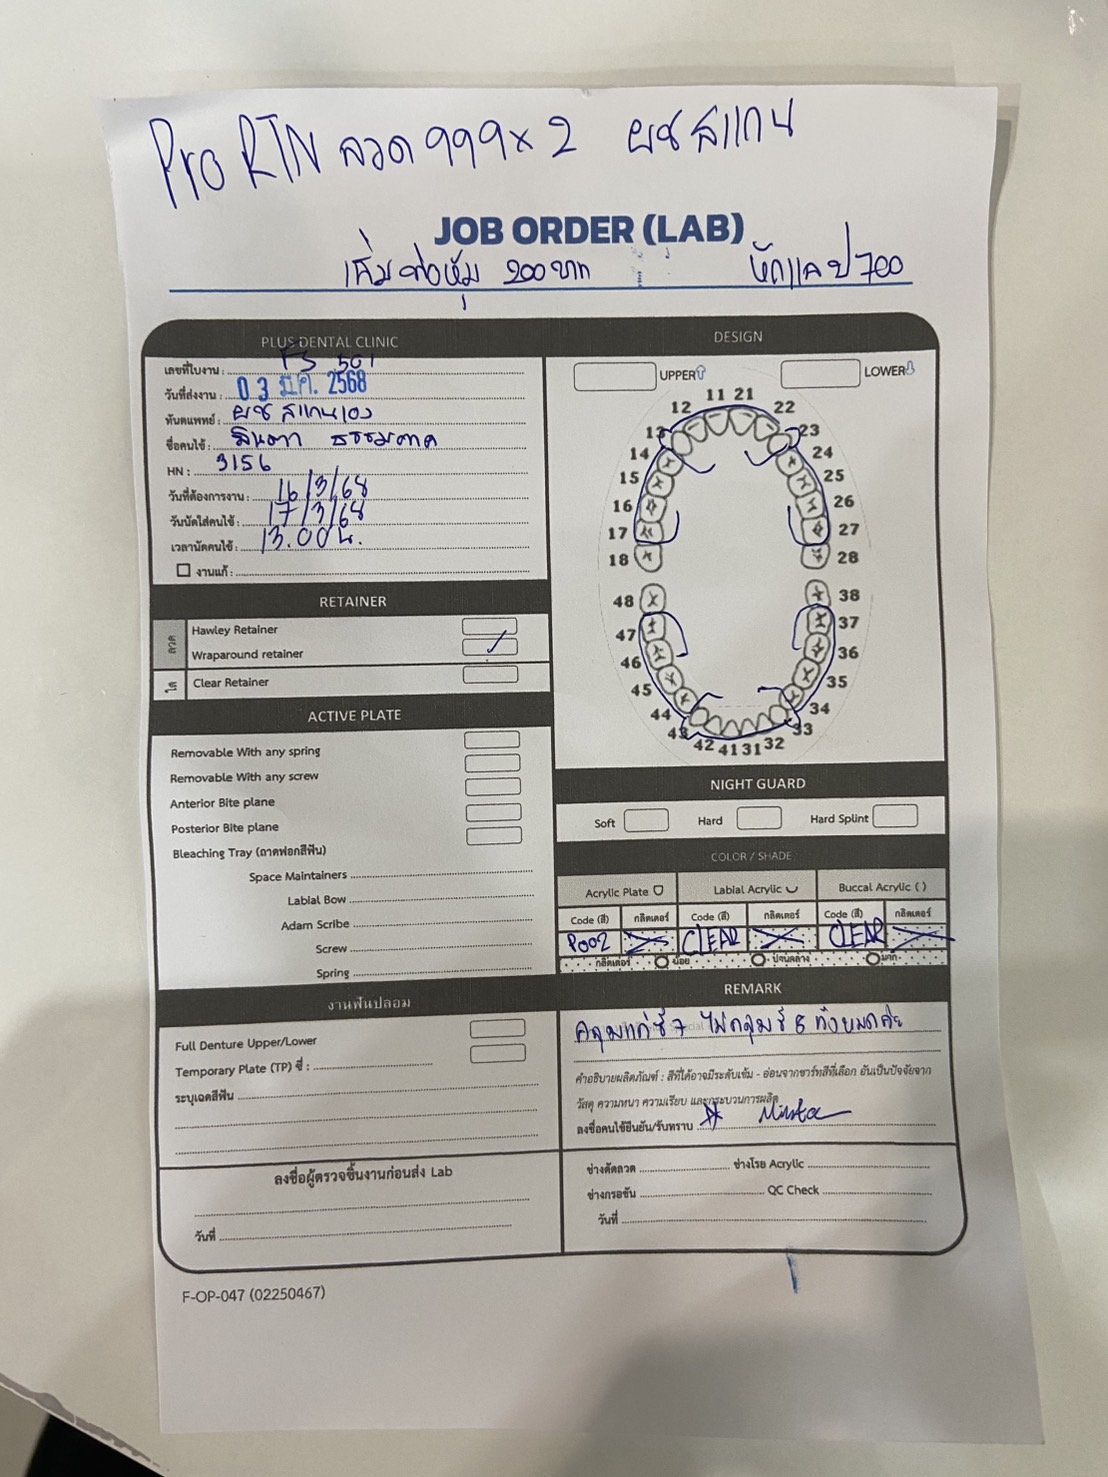 Pro RTN ลวด 999 x 2 ผช สแกน
JOB ORDER (LAB)
เพิ่มท่อหุ้ม 200 บาท หักแลป 700
PLUS DENTAL CLINIC
เลขที่ใบงาน : FS 501
วันที่ส่งงาน : 03 มี.ค. 2568
ทันตแพทย์ : ผช สแกนเอง
ชื่อคนไข้ :
HN : 3156
วันที่ต้องการงาน : 16/3/68
วันนัดใส่คนไข้ : 17/3/68
เวลานัดคนไข้ : 13.00 น.
งานแก้ :
RETAINER
ลวด
Hawley Retainer
Wraparound retainer
ใส
Clear Retainer
ACTIVE PLATE
Removable With any spring
Removable With any screw
Anterior Bite plane
Posterior Bite plane
Bleaching Tray (ถาดฟอกสีฟัน)
Space Maintainers
Labial Bow
Adam Scribe
Screw
Spring
งานฟันปลอม
Full Denture Upper/Lower
Temporary Plate (TP) ซี่ :
ระบุเฉดสีฟัน
ลงชื่อผู้ตรวจชิ้นงานก่อนส่ง Lab
วันที่
DESIGN
UPPER LOWER
11 21
12 22
13 23
14 24
15 25
16 26
17 27
18 28
48 38
47 37
46 36
45 35
44 34
43 33
42 41 31 32
NIGHT GUARD
Soft Hard Hard Splint
COLOR / SHADE
Acrylic Plate Labial Acrylic Buccal Acrylic ( )
Code (สี) กลิตเตอร์ Code (สี) กลิตเตอร์ Code (สี) กลิตเตอร์
P002 CLEAR CLEAR
กลิตเตอร์ น้อย ปานกลาง มาก
REMARK
คลุมแค่ซี่ 7 ไม่คลุมซี่ 8 ทั้งหมดค่ะ
คำอธิบายผลิตภัณฑ์ : สีที่ได้อาจมีระดับเข้ม - อ่อนจากชาร์ทสีที่เลือก อันเป็นปัจจัยจาก
วัสดุ ความหนา ความเรียบ และกระบวนการผลิต
ลงชื่อคนไข้ยืนยัน/รับทราบ Minta
ช่างดัดลวด ช่างโรย Acrylic
ช่างกรอขัน QC Check
วันที่
F-OP-047 (02250467)